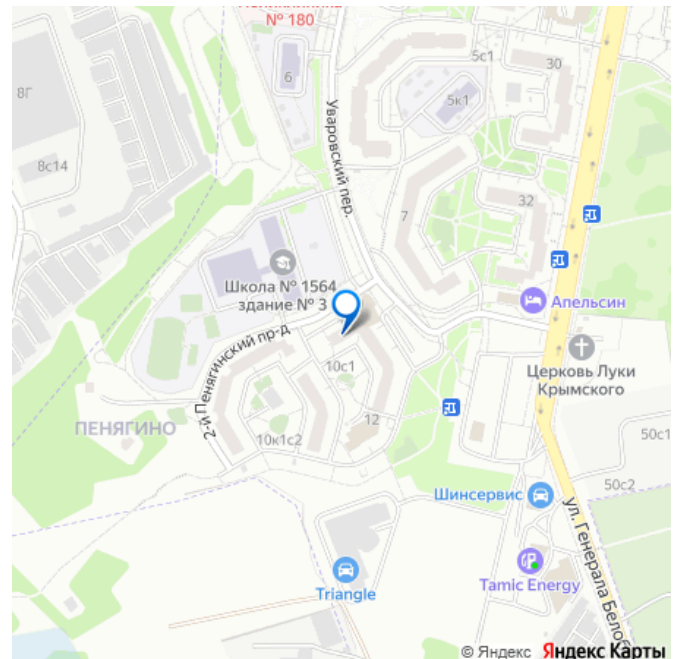 № 180
8Г
6
5с1
30
5к1
8с14
Уваровский пер.
32
7
Школа № 1564
здание № 3
Апельсин
2-й Пенягинский пр-д
Церковь Луки
Крымского
10с1
12
ПЕНЯГИНО
10к1с2
50с1
50с2
Шинсервис
ул. Генерала
Tamic Energy
Triangle
© Яндекс Яндекс Карты